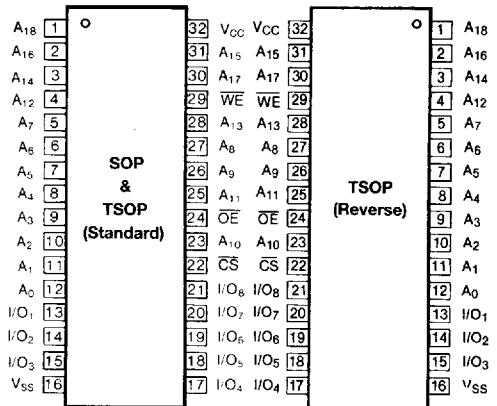 A18 1 32 VCC VCC 32 1 A18
A16 2 31 A15 A15 31 2 A16
A14 3 30 A17 A17 30 3 A14
A12 4 29 WE WE 29 4 A12
A7 5 28 A13 A13 28 5 A7
A6 6 27 A8 A8 27 6 A6
A5 7 SOP 26 A9 A9 26 7 A5
A4 8 & 25 A11 A11 25 TSOP 8 A4
A3 9 TSOP 24 OE OE 24 (Reverse) 9 A3
A2 10 (Standard) 23 A10 A10 23 10 A2
A1 11 22 CS CS 22 11 A1
A0 12 21 I/O8 I/O8 21 12 A0
I/O1 13 20 I/O7 I/O7 20 13 I/O1
I/O2 14 19 I/O6 I/O6 19 14 I/O2
I/O3 15 18 I/O5 I/O5 18 15 I/O3
VSS 16 17 I/O4 I/O4 17 16 VSS